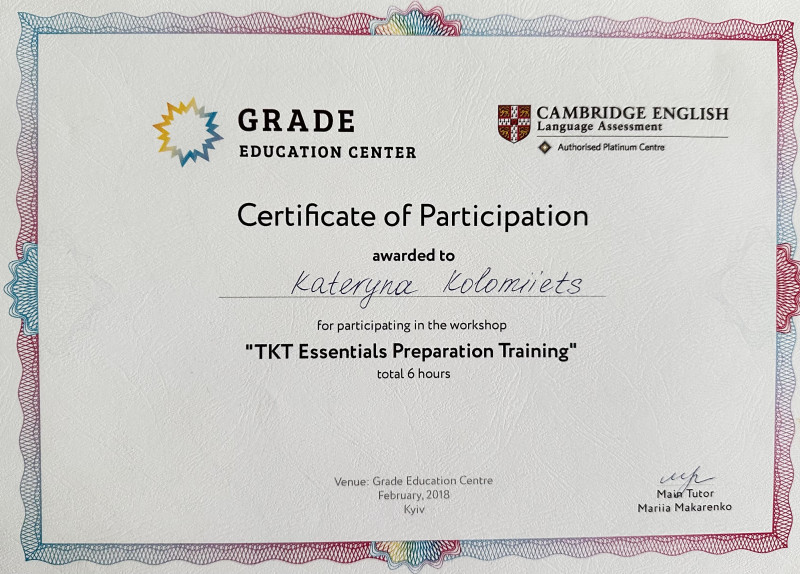 GRADE
EDUCATION CENTER
CAMBRIDGE ENGLISH
Language Assessment
Authorised Platinum Centre
Certificate of Participation
awarded to
Kateryna Kolomiiets
for participating in the workshop
"TKT Essentials Preparation Training"
total 6 hours
Venue: Grade Education Centre
February, 2018
Kyiv
Main Tutor
Mariia Makarenko